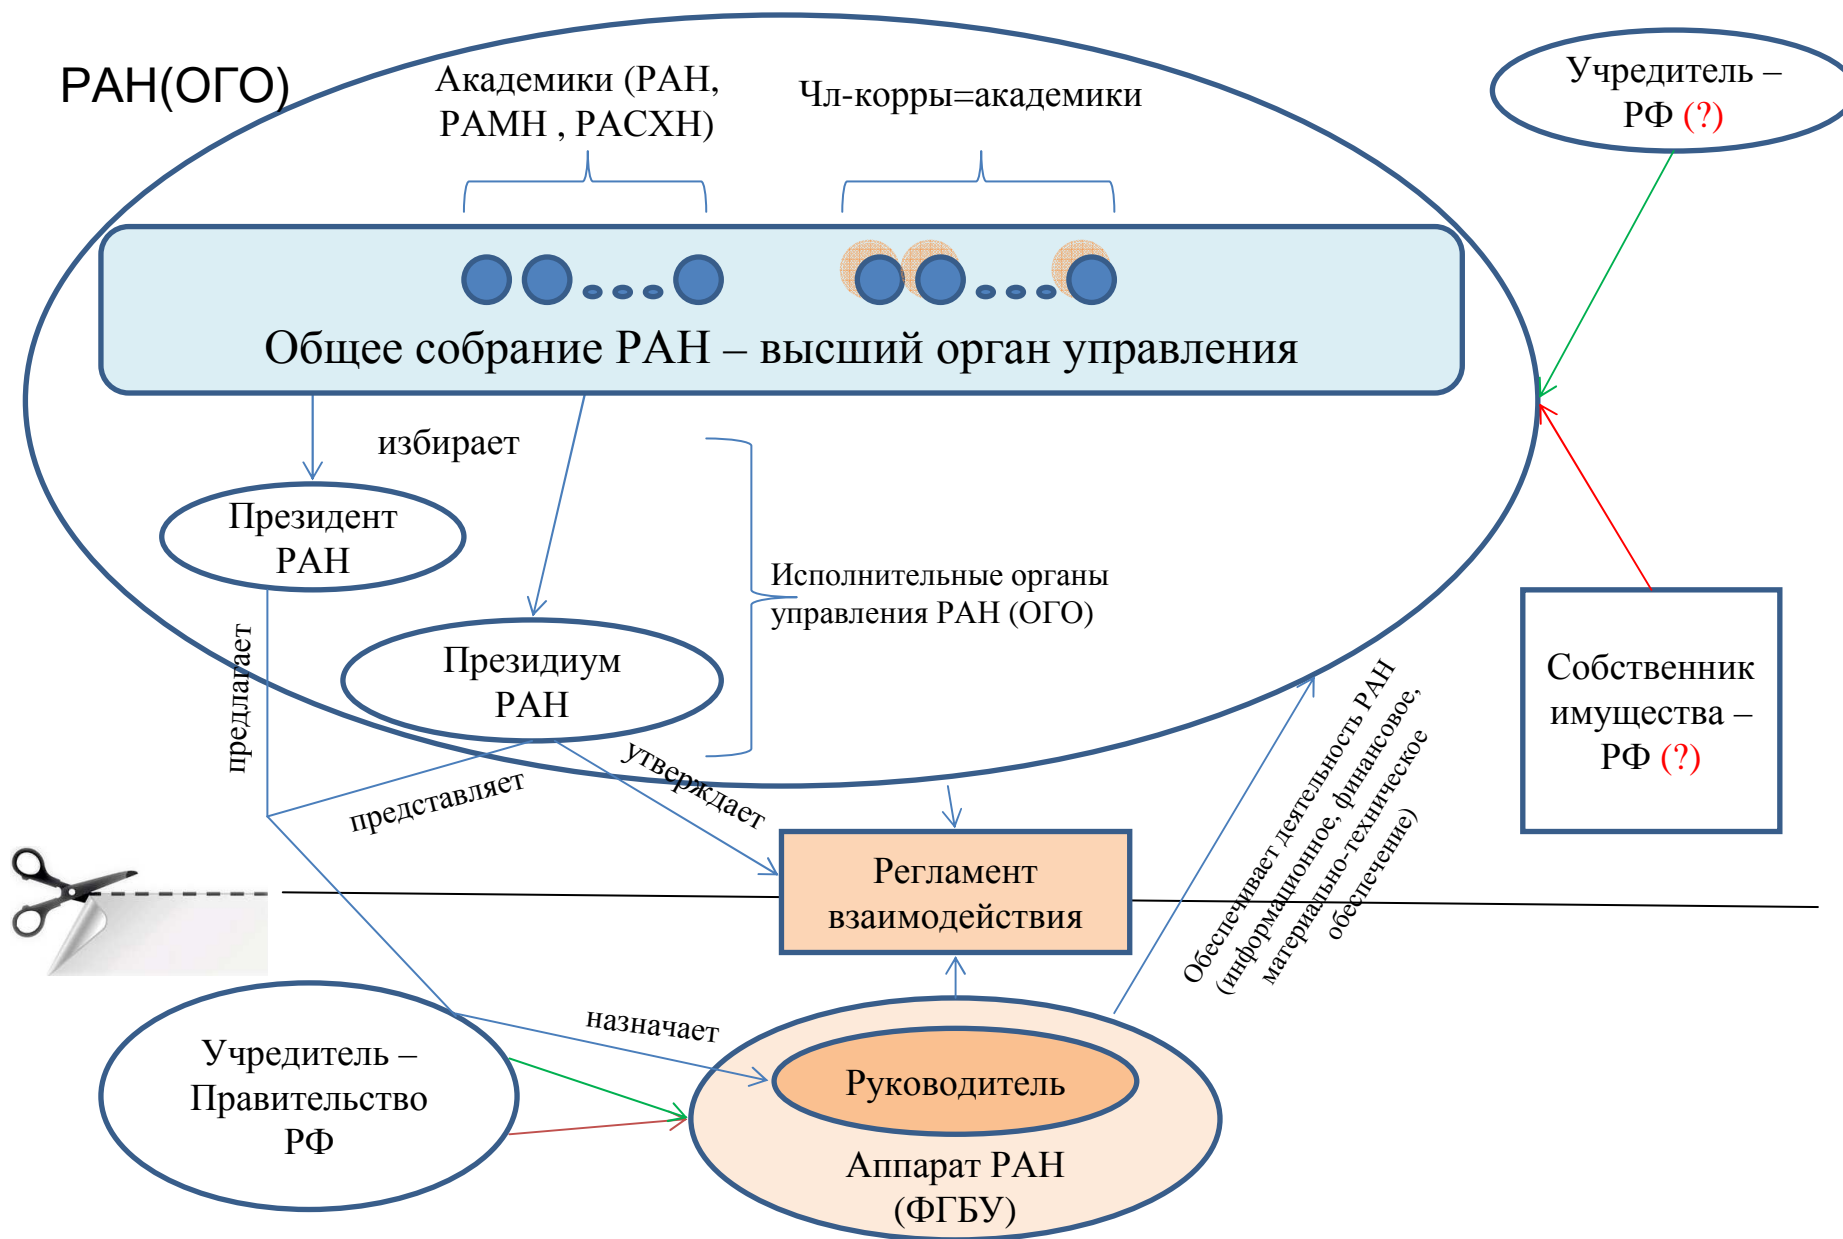 РАН(ОГО)
Академики (РАН,
РАМН , РАСХН)
Чл-корры=академики
Учредитель –
РФ (?)
Общее собрание РАН – высший орган управления
избирает
Президент
РАН
Исполнительные органы
управления РАН (ОГО)
Президиум
РАН
Собственник
имущества –
РФ (?)
предлагает
представляет
утверждает
Обеспечивает деятельность РАН
(информационное, финансовое,
материально-техническое
обеспечение)
Регламент
взаимодействия
назначает
Учредитель –
Правительство
РФ
Руководитель
Аппарат РАН
(ФГБУ)